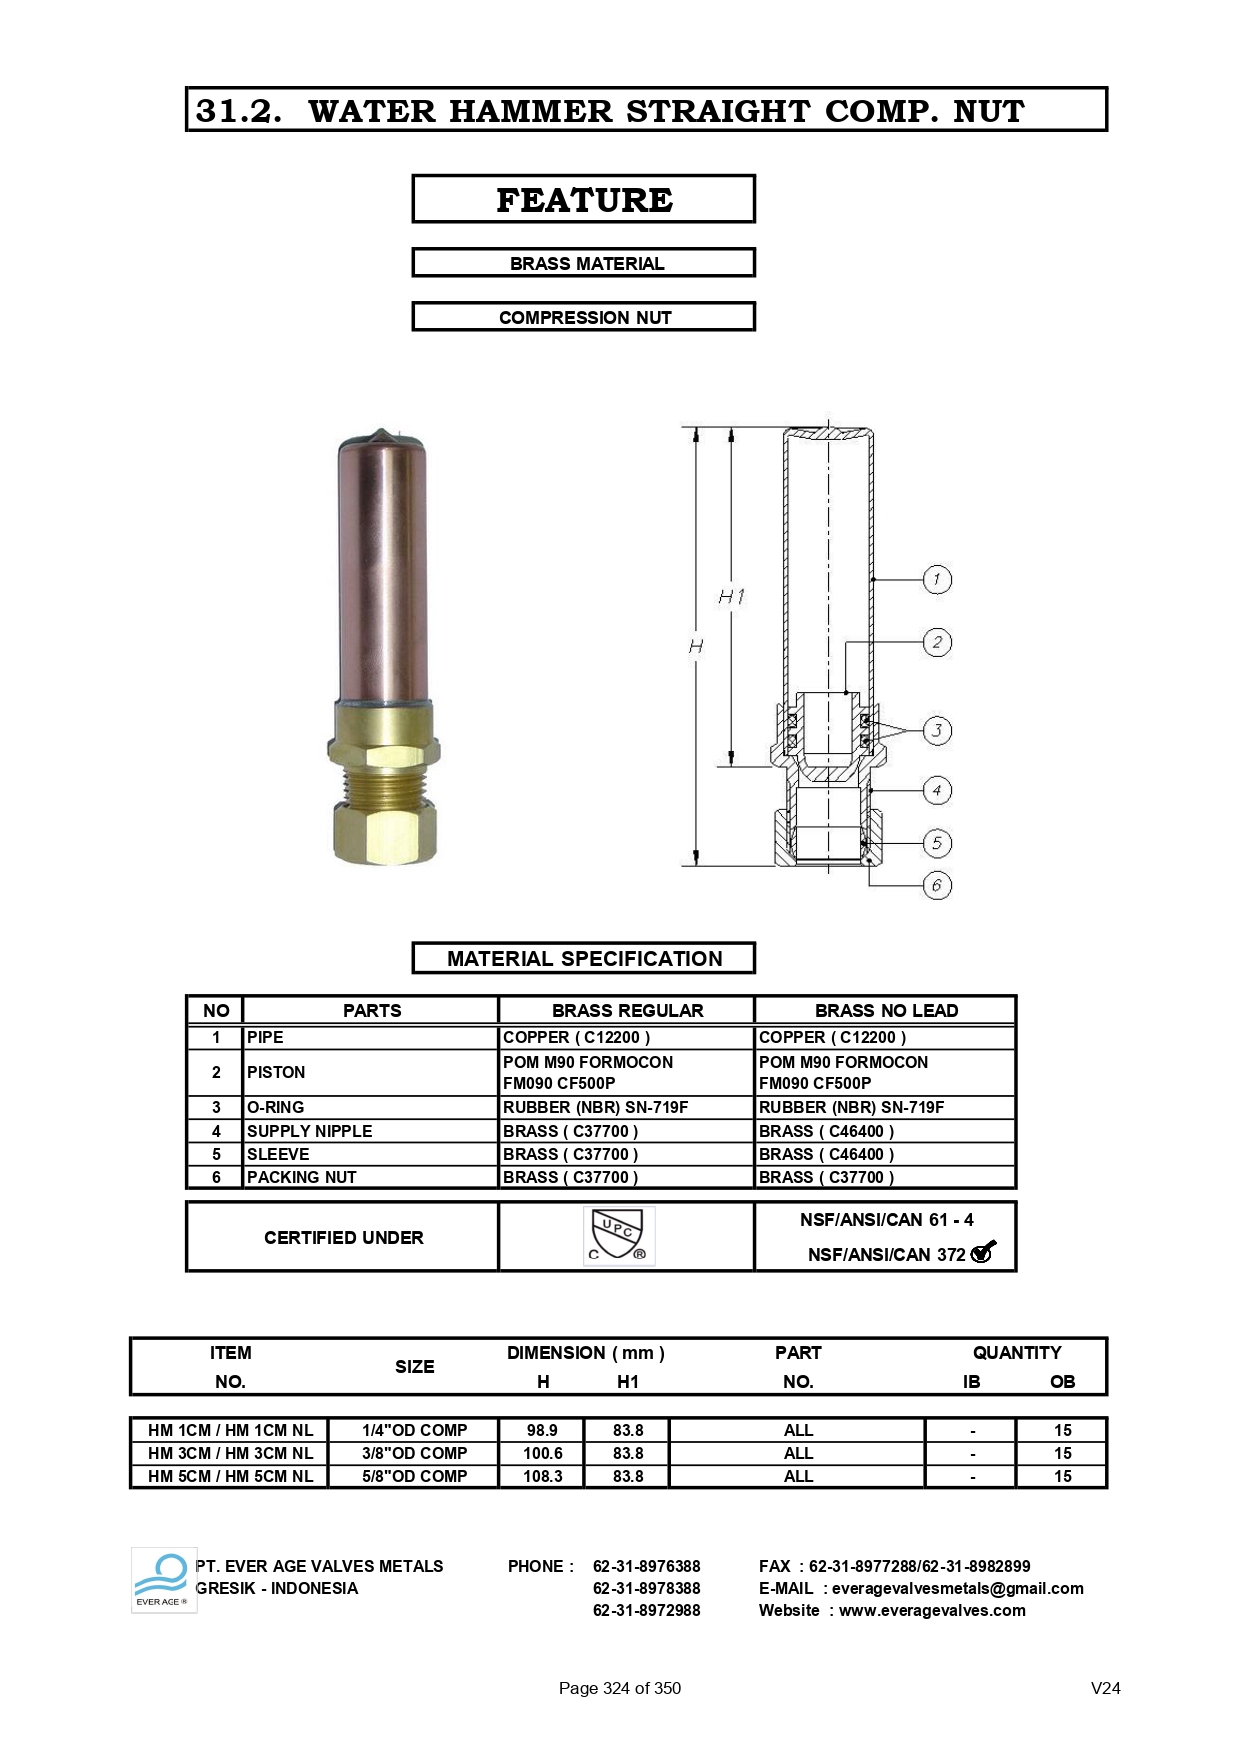 31.2. WATER HAMMER STRAIGHT COMP. NUT
FEATURE
BRASS MATERIAL
COMPRESSION NUT
H1
H
1
2
3
4
5
6
MATERIAL SPECIFICATION
NO PARTS BRASS REGULAR BRASS NO LEAD
1 PIPE COPPER ( C12200 ) COPPER ( C12200 )
2 PISTON POM M90 FORMOCON POM M90 FORMOCON
FM090 CF500P FM090 CF500P
3 O-RING RUBBER (NBR) SN-719F RUBBER (NBR) SN-719F
4 SUPPLY NIPPLE BRASS ( C37700 ) BRASS ( C46400 )
5 SLEEVE BRASS ( C37700 ) BRASS ( C46400 )
6 PACKING NUT BRASS ( C37700 ) BRASS ( C37700 )
CERTIFIED UNDER
UPC
C ®
NSF/ANSI/CAN 61 - 4
NSF/ANSI/CAN 372
ITEM NO. SIZE DIMENSION ( mm ) PART NO. QUANTITY
H H1 IB OB
HM 1CM / HM 1CM NL 1/4"OD COMP 98.9 83.8 ALL - 15
HM 3CM / HM 3CM NL 3/8"OD COMP 100.6 83.8 ALL - 15
HM 5CM / HM 5CM NL 5/8"OD COMP 108.3 83.8 ALL - 15
EVER AGE ®
PT. EVER AGE VALVES METALS PHONE : 62-31-8976388 FAX : 62-31-8977288/62-31-8982899
GRESIK - INDONESIA 62-31-8978388 E-MAIL : everagevalvesmetals@gmail.com
62-31-8972988 Website : www.everagevalves.com
Page 324 of 350 V24